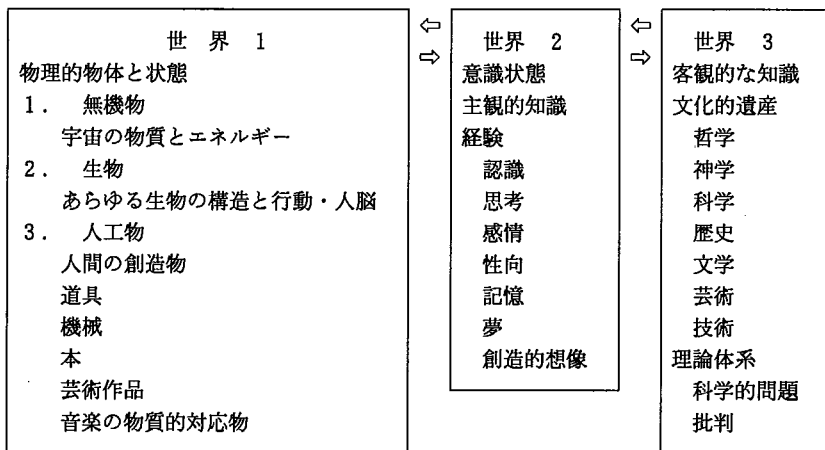 世 界 1
物理的物体と状態
1. 無機物
宇宙の物質とエネルギー
2. 生物
あらゆる生物の構造と行動・人脳
3. 人工物
人間の創造物
道具
機械
本
芸術作品
音楽の物質的対応物
⇦
⇨
世界 2
意識状態
主観的知識
経験
認識
思考
感情
性向
記憶
夢
創造的想像
⇦
⇨
世界 3
客観的な知識
文化的遺産
哲学
神学
科学
歴史
文学
芸術
技術
理論体系
科学的問題
批判